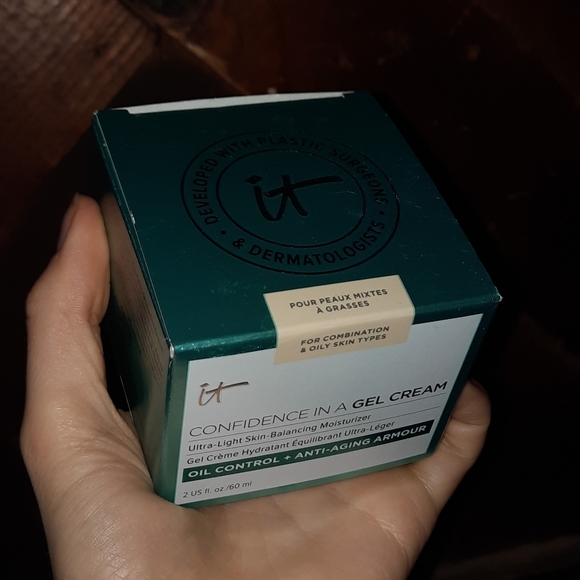 DEVELOPED WITH PLASTIC SURGEONS
& DERMATOLOGISTS
it
POUR PEAUX MIXTES
À GRASSES
FOR COMBINATION
& OILY SKIN TYPES
it
CONFIDENCE IN A GEL CREAM
Ultra-Light Skin-Balancing Moisturizer
Gel Crème Hydratant Équilibrant Ultra-Léger
OIL CONTROL + ANTI-AGING ARMOUR
2 US fl. oz./60 ml